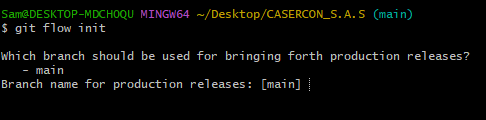 Sam@DESKTOP-MDCHOQU MINGW64 ~/Desktop/CASERCON_S.A.S (main)
$ git flow init
Which branch should be used for bringing forth production releases?
- main
Branch name for production releases: [main]